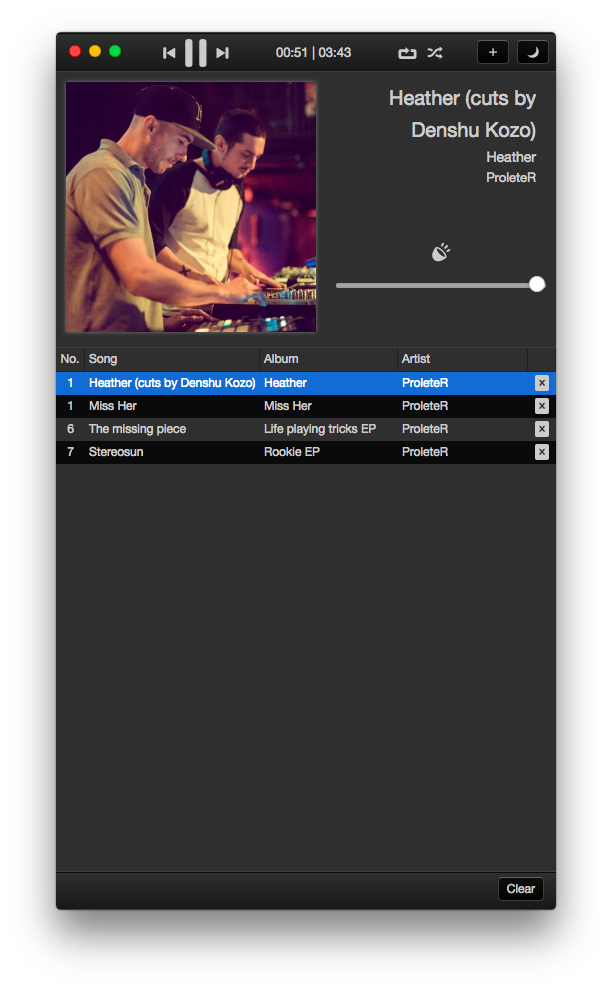 00:51 | 03:43
+
Heather (cuts by
Denshu Kozo)
Heather
ProleteR
No. Song Album Artist
1 Heather (cuts by Denshu Kozo) Heather ProleteR ×
1 Miss Her Miss Her ProleteR ×
6 The missing piece Life playing tricks EP ProleteR ×
7 Stereosun Rookie EP ProleteR ×
Clear